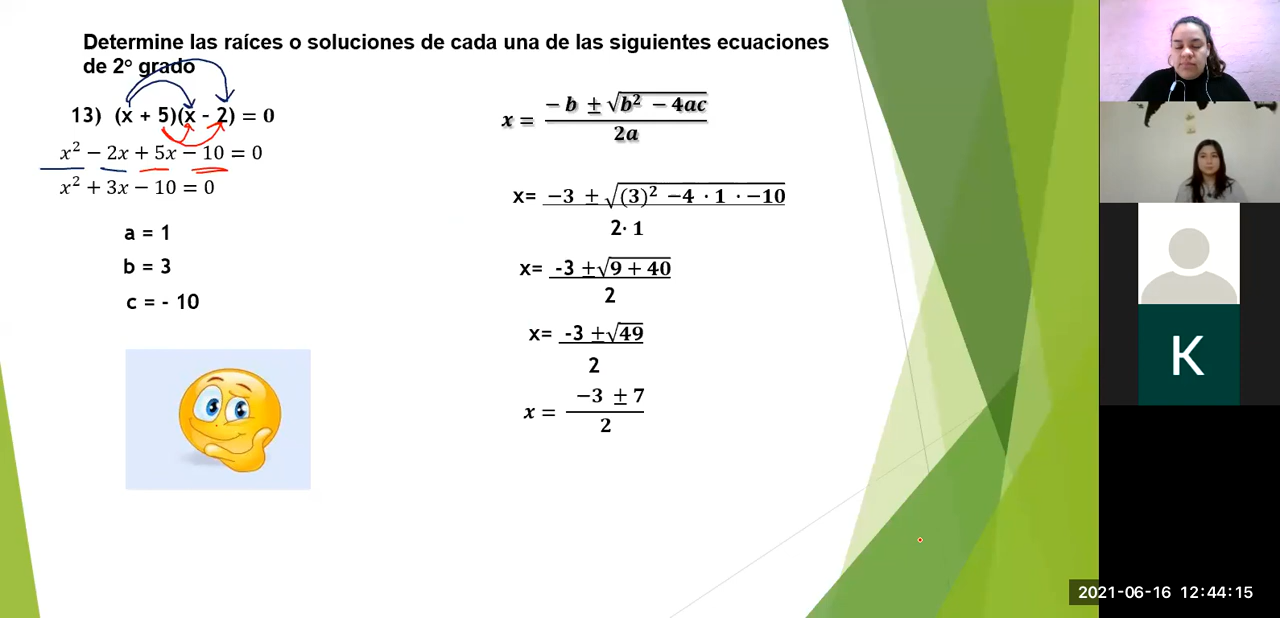 Determine las raíces o soluciones de cada una de las siguientes ecuaciones
de 2° grado
13) (x + 5)(x - 2) = 0
x² − 2x + 5x − 10 = 0
x² + 3x − 10 = 0
a = 1
b = 3
c = - 10
x = −b ± √b² − 4ac
2a
x= −3 ± √(3)² −4 · 1 · −10
2· 1
x= -3 ±√9 + 40
2
x= -3 ±√49
2
x = −3 ± 7
2
K
2021-06-16 12:44:15